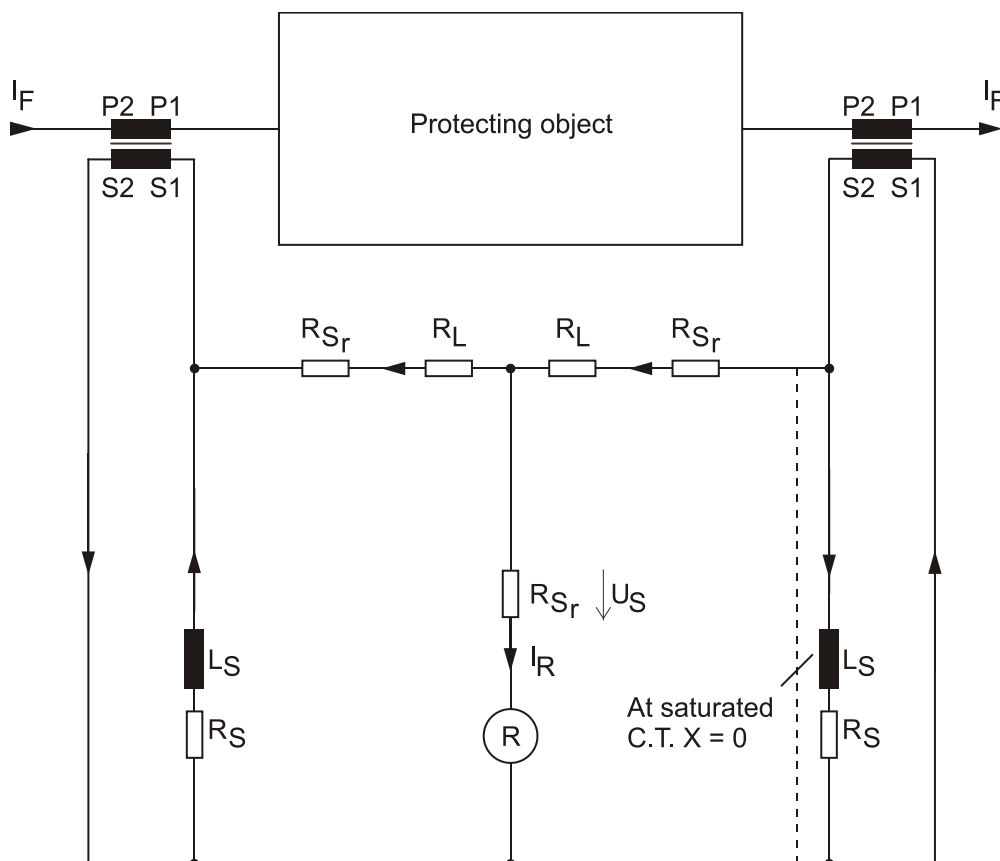 I_F
P2 P1
Protecting object
P2 P1
I_F
S2 S1
S2 S1
R_Sr
R_L
R_L
R_Sr
R_Sr
U_S
I_R
L_S
L_S
At saturated
C.T. X = 0
R_S
R
R_S